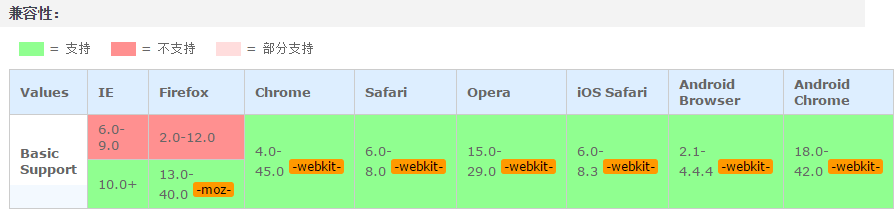 兼容性：
= 支持 = 不支持 = 部分支持
Values IE Firefox Chrome Safari Opera iOS Safari Android Browser Android Chrome
Basic Support
6.0-9.0
2.0-12.0
10.0+
13.0-40.0 -moz-
4.0-45.0 -webkit-
6.0-8.0 -webkit-
15.0-29.0 -webkit-
6.0-8.3 -webkit-
2.1-4.4.4 -webkit-
18.0-42.0 -webkit-